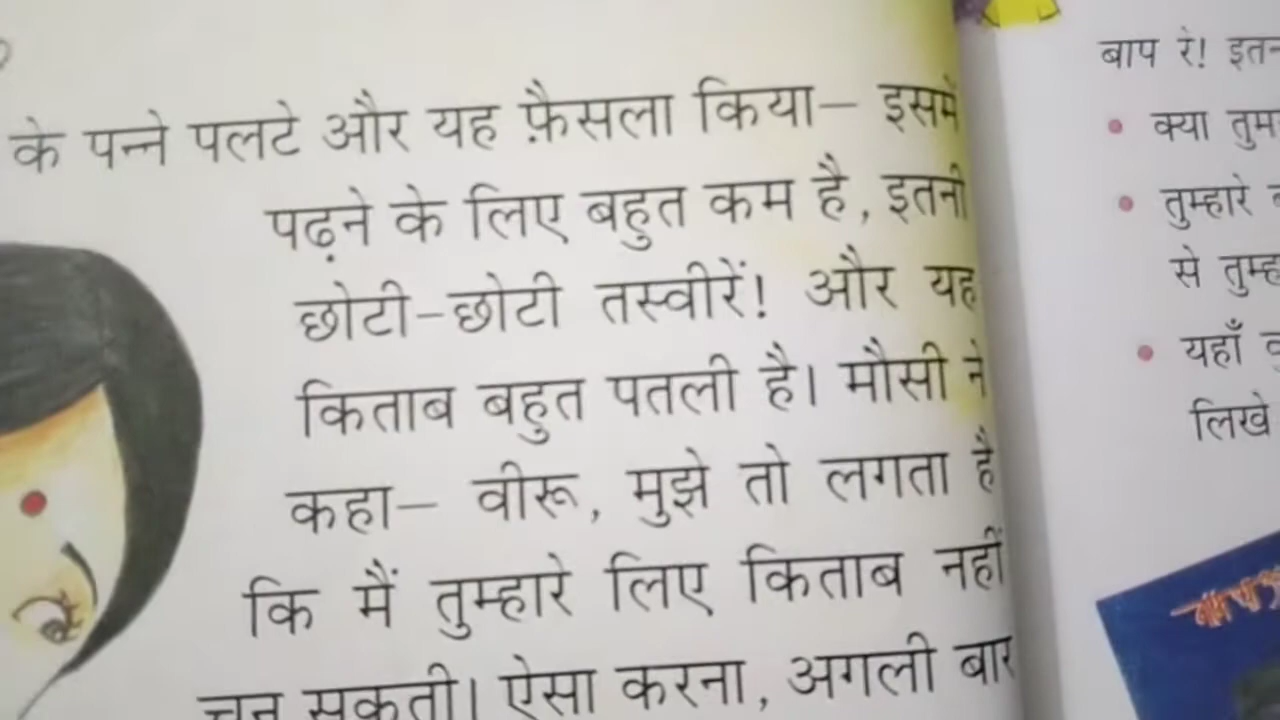 के पन्ने पलटे और यह फ़ैसला किया– इसमें
पढ़ने के लिए बहुत कम है, इतनी
छोटी–छोटी तस्वीरें! और यह
किताब बहुत पतली है। मौसी ने
कहा– वीरू, मुझे तो लगता है
कि मैं तुम्हारे लिए किताब नहीं
चुन सकती। ऐसा करना, अगली बार
बाप रे!
• क्या
• तुम्हारे
से
• यहाँ
लिखे